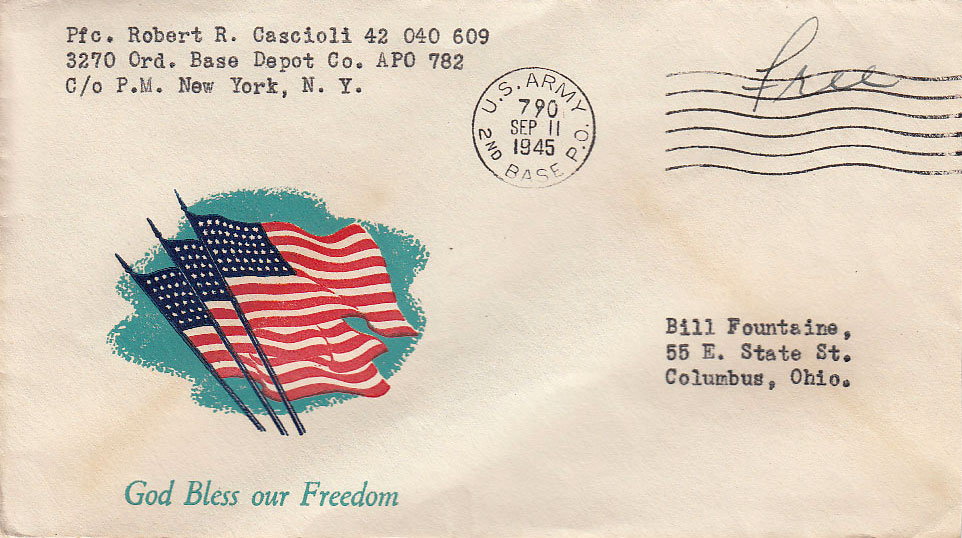 Pfc. Robert R. Cascioli 42 040 609
3270 Ord. Base Depot Co. APO 782
C/o P.M. New York, N. Y.
Free
U.S. ARMY
790
SEP 11
1945
2ND BASE P.O.
Bill Fountaine,
55 E. State St.
Columbus, Ohio.
God Bless our Freedom